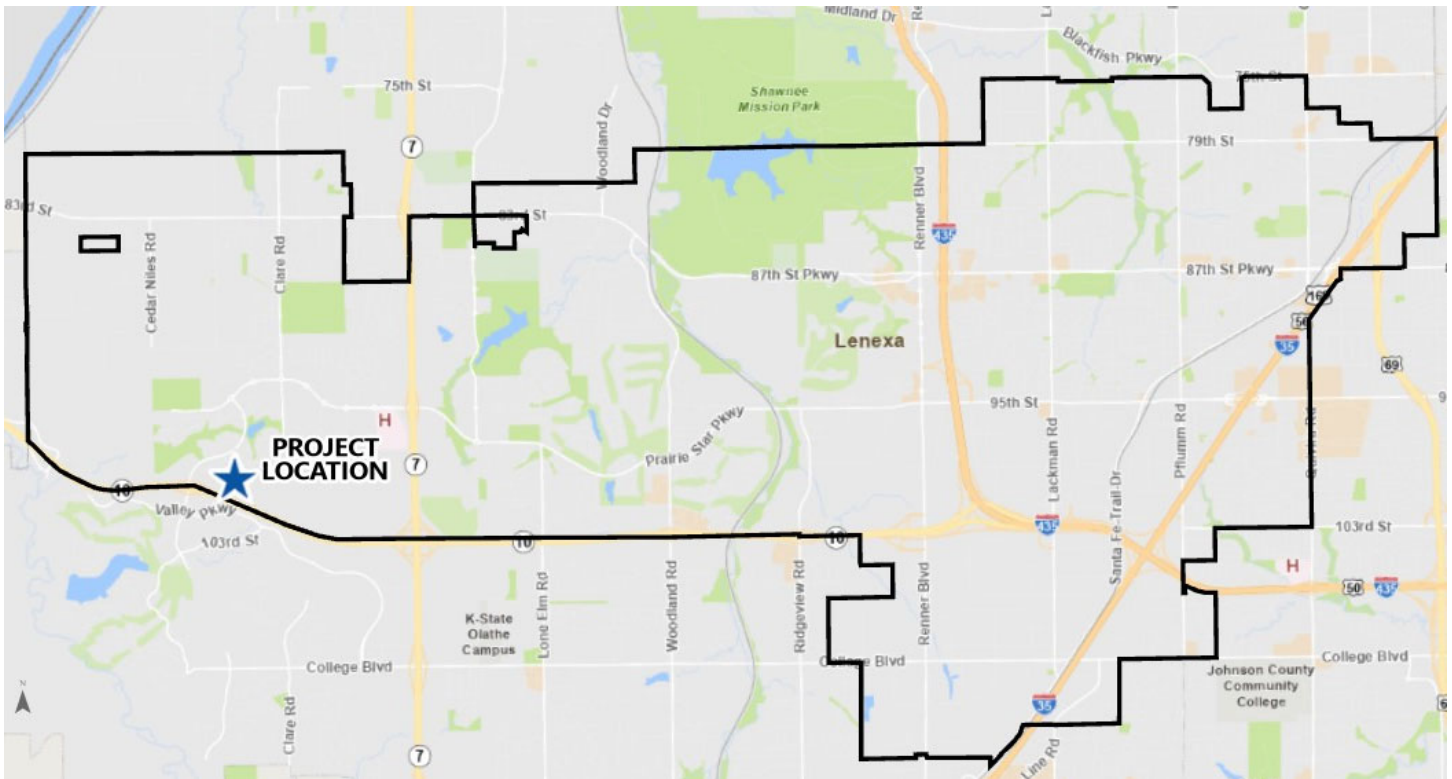 Midland Dr
Blackfish Pkwy
75th St
75th St
Shawnee
Mission Park
Woodland Dr
7
79th St
83rd St
83rd St
Renner Blvd
435
Cedar Niles Rd
Clare Rd
87th St Pkwy
87th St Pkwy
50
35
69
Lenexa
95th St
H
PROJECT
LOCATION
Prairie Star Pkwy
7
Lackman Rd
Pflumm Rd
Quivira Rd
10
Valley Pkwy
103rd St
10
10
435
103rd St
Santa Fe-Trail-Dr
H
50
435
K-State
Olathe
Campus
Lone Elm Rd
Woodland Rd
Ridgeview Rd
Renner Blvd
College Blvd
College Blvd
College Blvd
Johnson County
Community
College
N
Clare Rd
35
7
Line Rd